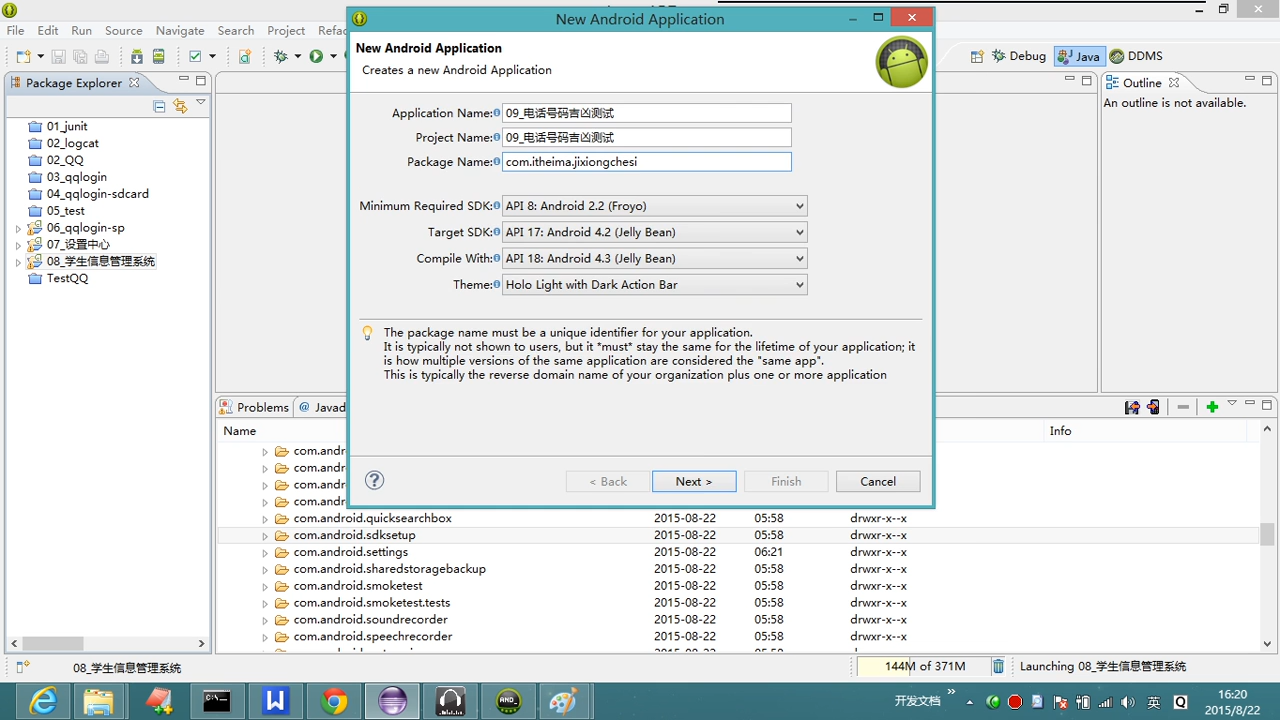 New Android Application
File Edit Run Source Navigate Search Project Refac
New Android Application
Creates a new Android Application
Debug
Java
DDMS
Package Explorer
01_junit
02_logcat
02_QQ
03_qqlogin
04_qqlogin-sdcard
05_test
06_qqlogin-sp
07_设置中心
08_学生信息管理系统
TestQQ
Application Name: 09_电话号码吉凶测试
Project Name: 09_电话号码吉凶测试
Package Name: com.itheima.jixiongchesi
Minimum Required SDK: API 8: Android 2.2 (Froyo)
Target SDK: API 17: Android 4.2 (Jelly Bean)
Compile With: API 18: Android 4.3 (Jelly Bean)
Theme: Holo Light with Dark Action Bar
The package name must be a unique identifier for your application.
It is typically not shown to users, but it *must* stay the same for the lifetime of your application; it
is how multiple versions of the same application are considered the "same app".
This is typically the reverse domain name of your organization plus one or more application
? < Back Next > Finish Cancel
Outline
An outline is not available.
Problems @ Javad
Name Info
com.andr
com.andr
com.andr
com.andr
com.android.quicksearchbox 2015-08-22 05:58 drwxr-x--x
com.android.sdksetup 2015-08-22 05:58 drwxr-x--x
com.android.settings 2015-08-22 06:21 drwxr-x--x
com.android.sharedstoragebackup 2015-08-22 05:58 drwxr-x--x
com.android.smoketest 2015-08-22 05:58 drwxr-x--x
com.android.smoketest.tests 2015-08-22 05:58 drwxr-x--x
com.android.soundrecorder 2015-08-22 05:58 drwxr-x--x
com.android.speechrecorder 2015-08-22 05:58 drwxr-x--x
08_学生信息管理系统
144M of 371M
Launching 08_学生信息管理系统
开发文档
英
16:20
2015/8/22